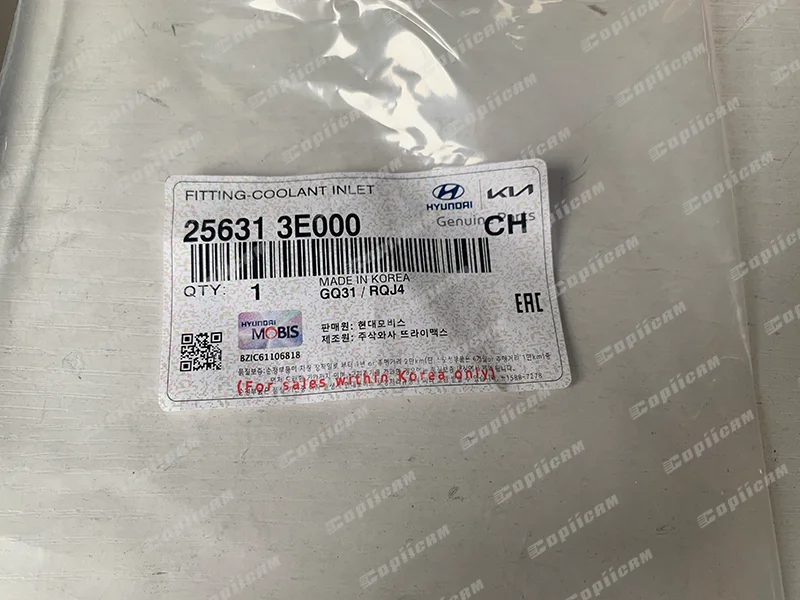 FITTING-COOLANT INLET
HYUNDAI KIA
Genuine Parts
25631 3E000 CH
MADE IN KOREA
QTY: 1 GQ31 / RQJ4
EAC
HYUNDAI
MOBIS
판매원: 현대모비스
제조원: 주식회사 뜨라이맥스
BZIC61106818
(For sales within Korea only)
Copiicam